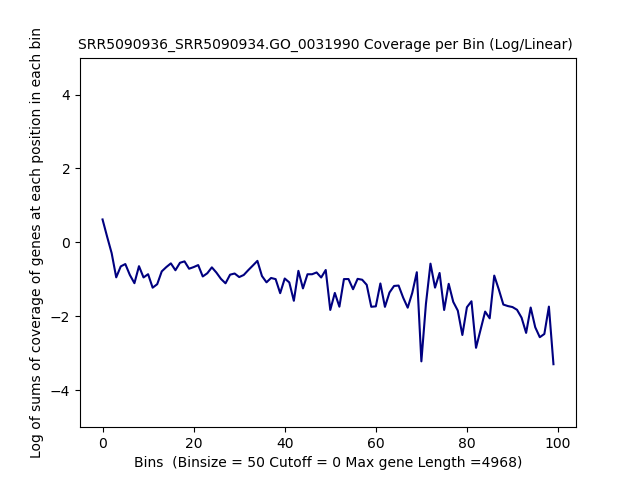 SRR5090936_SRR5090934.GO_0031990 Coverage per Bin (Log/Linear)
Log of sums of coverage of genes at each position in each bin
4
2
0
−2
−4
0 20 40 60 80 100
Bins  (Binsize = 50 Cutoff = 0 Max gene Length =4968)